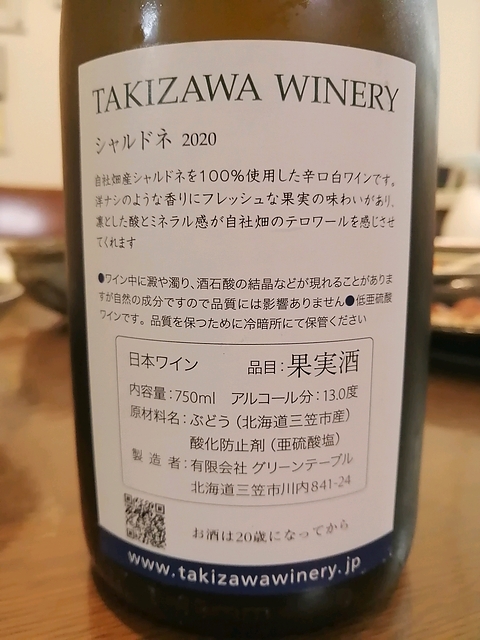 TAKIZAWA WINERY
シャルドネ 2020
自社畑産シャルドネを100%使用した辛口白ワインです。
洋ナシのような香りにフレッシュな果実の味わいがあり、
凛とした酸とミネラル感が自社畑のテロワールを感じさせ
てくれます
●ワイン中に澱や濁り、酒石酸の結晶などが現れることがありま
すが自然の成分ですので品質には影響ありません●低亜硫酸
ワインです。品質を保つために冷暗所にて保管ください
日本ワイン 品目:果実酒
内容量:750ml アルコール分:13.0度
原材料名:ぶどう(北海道三笠市産)
酸化防止剤(亜硫酸塩)
製造者:有限会社 グリーンテーブル
北海道三笠市川内841-24
お酒は20歳になってから
www.takizawawinery.jp